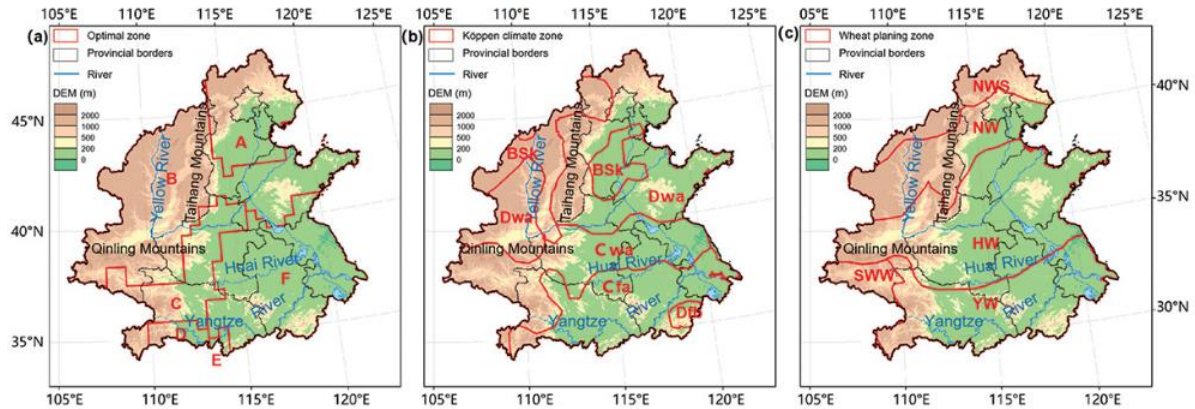 105°E 110°E 115°E 120°E 105°E 110°E 115°E 120°E 105°E 110°E 115°E 120°E
(a) Optimal zone
Provincial borders
River
DEM (m)
2000
1000
500
200
0
A
B
C
D
E
F
Yellow River
Taihang Mountains
Qinling Mountains
Huai River
Yangtze River
45°N
40°N
35°N
(b) Köppen climate zone
Provincial borders
River
DEM (m)
2000
1000
500
200
0
BSk
BSk
Dwa
Dwa
Cwa
Cfa
Dfb
Yellow River
Taihang Mountains
Qinling Mountains
Huai River
Yangtze River
(c) Wheat planing zone
Provincial borders
River
DEM (m)
2000
1000
500
200
0
NWS
NW
HW
SWW
YW
Yellow River
Taihang Mountains
Qinling Mountains
Huai River
Yangtze River
40°N
35°N
30°N
105°E 110°E 115°E 120°E 105°E 110°E 115°E 120°E 105°E 110°E 115°E 120°E